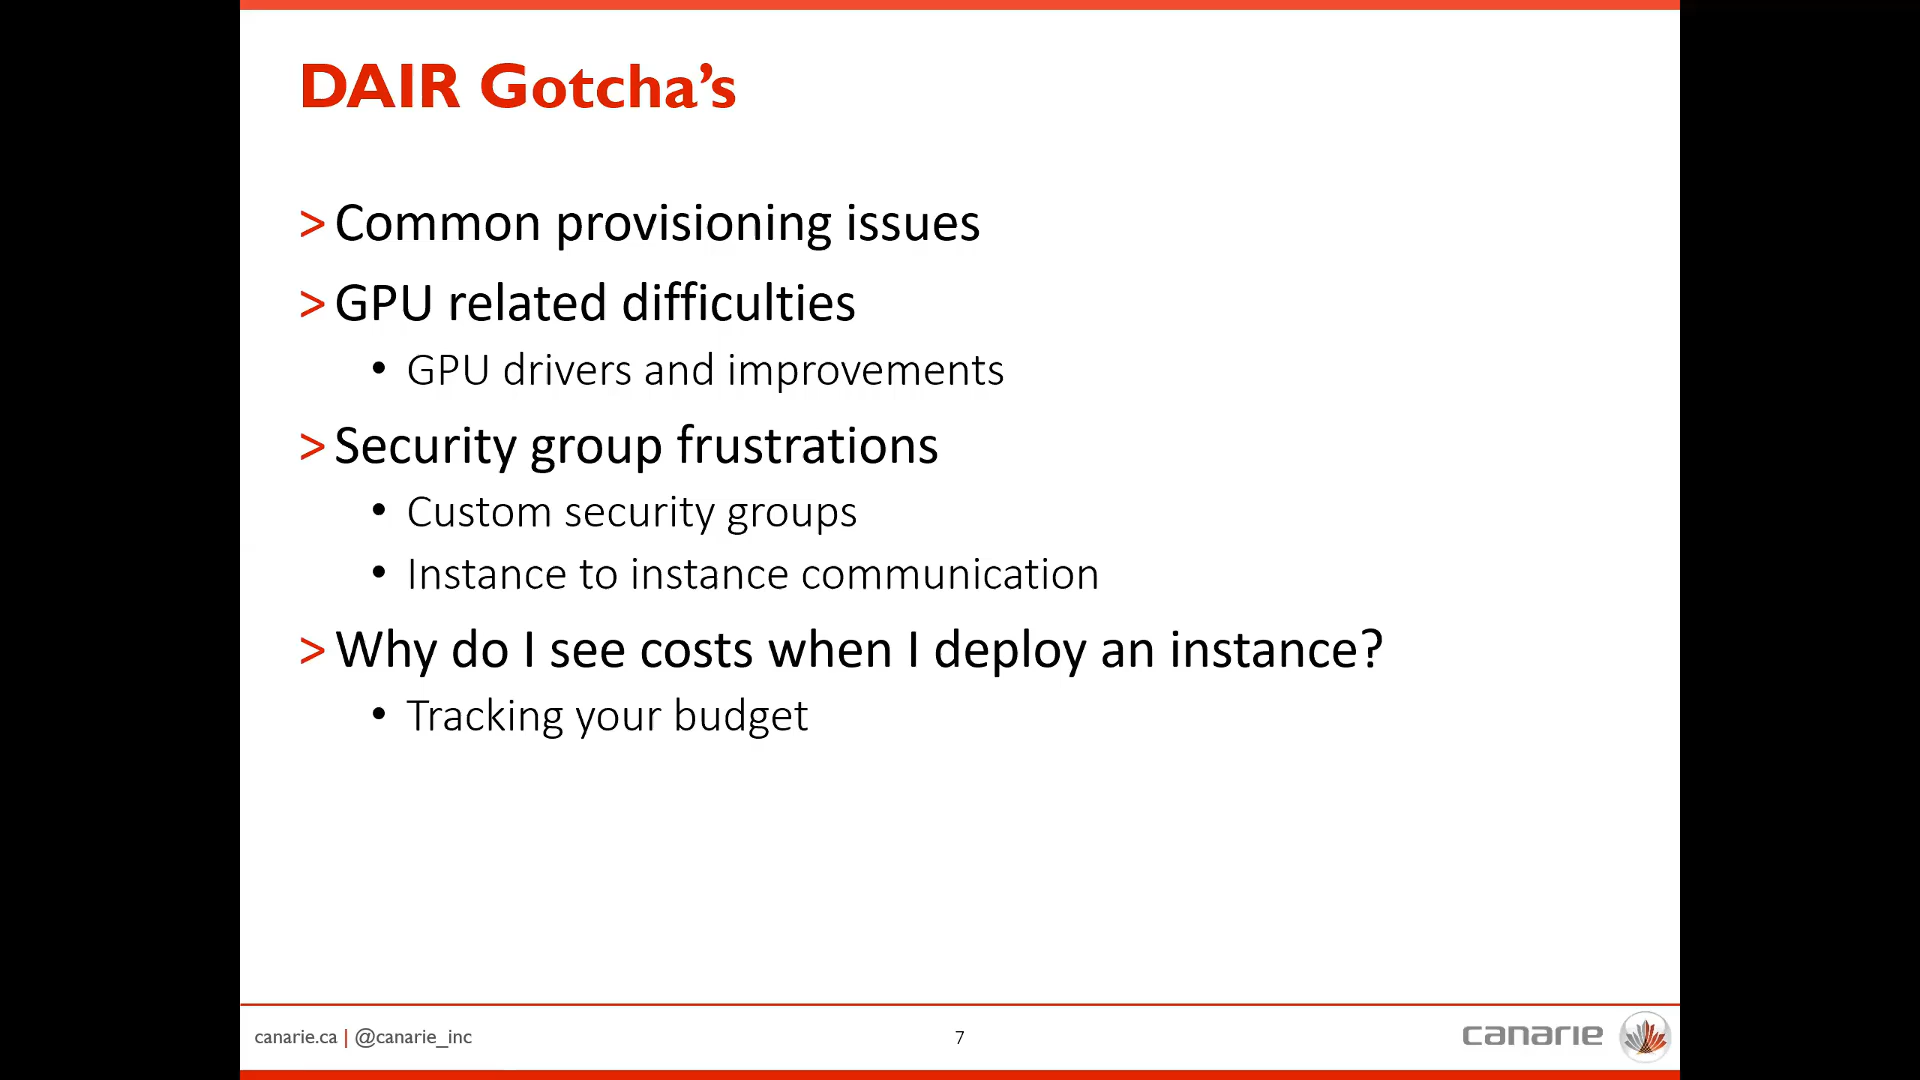 DAIR Gotcha’s
> Common provisioning issues
> GPU related difficulties
• GPU drivers and improvements
> Security group frustrations
• Custom security groups
• Instance to instance communication
> Why do I see costs when I deploy an instance?
• Tracking your budget
canarie.ca | @canarie_inc
7
canarie